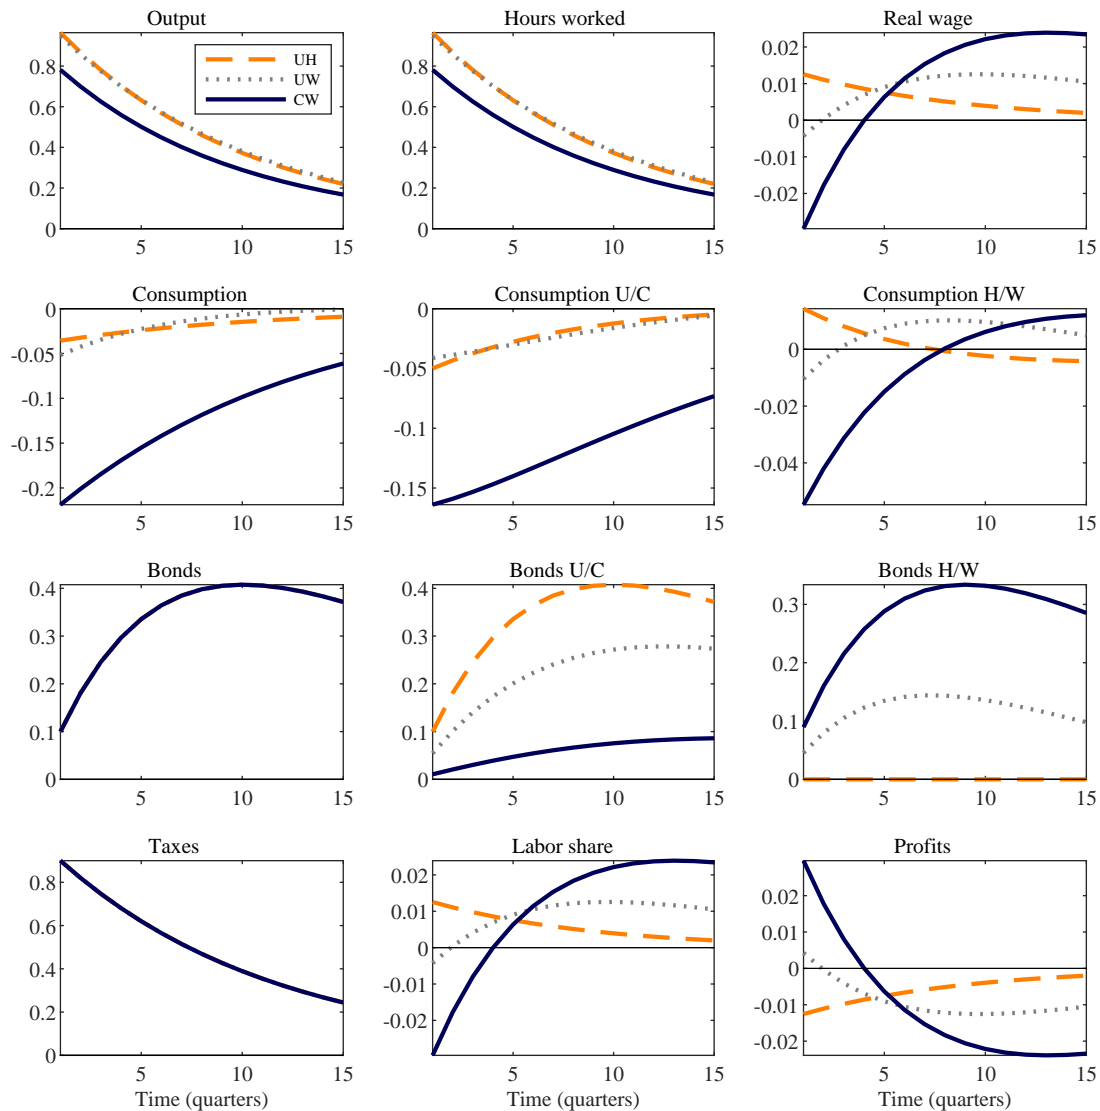 Output
0.8
0.6
0.4
0.2
0
5 10 15
UH
UW
CW
Hours worked
0.8
0.6
0.4
0.2
0
5 10 15
Real wage
0.02
0.01
0
-0.01
-0.02
5 10 15
Consumption
0
-0.05
-0.1
-0.15
-0.2
5 10 15
Consumption U/C
0
-0.05
-0.1
-0.15
5 10 15
Consumption H/W
0
-0.02
-0.04
5 10 15
Bonds
0.4
0.3
0.2
0.1
0
5 10 15
Bonds U/C
0.4
0.3
0.2
0.1
0
5 10 15
Bonds H/W
0.3
0.2
0.1
0
5 10 15
Taxes
0.8
0.6
0.4
0.2
0
5 10 15
Time (quarters)
Labor share
0.02
0.01
0
-0.01
-0.02
5 10 15
Time (quarters)
Profits
0.02
0.01
0
-0.01
-0.02
5 10 15
Time (quarters)